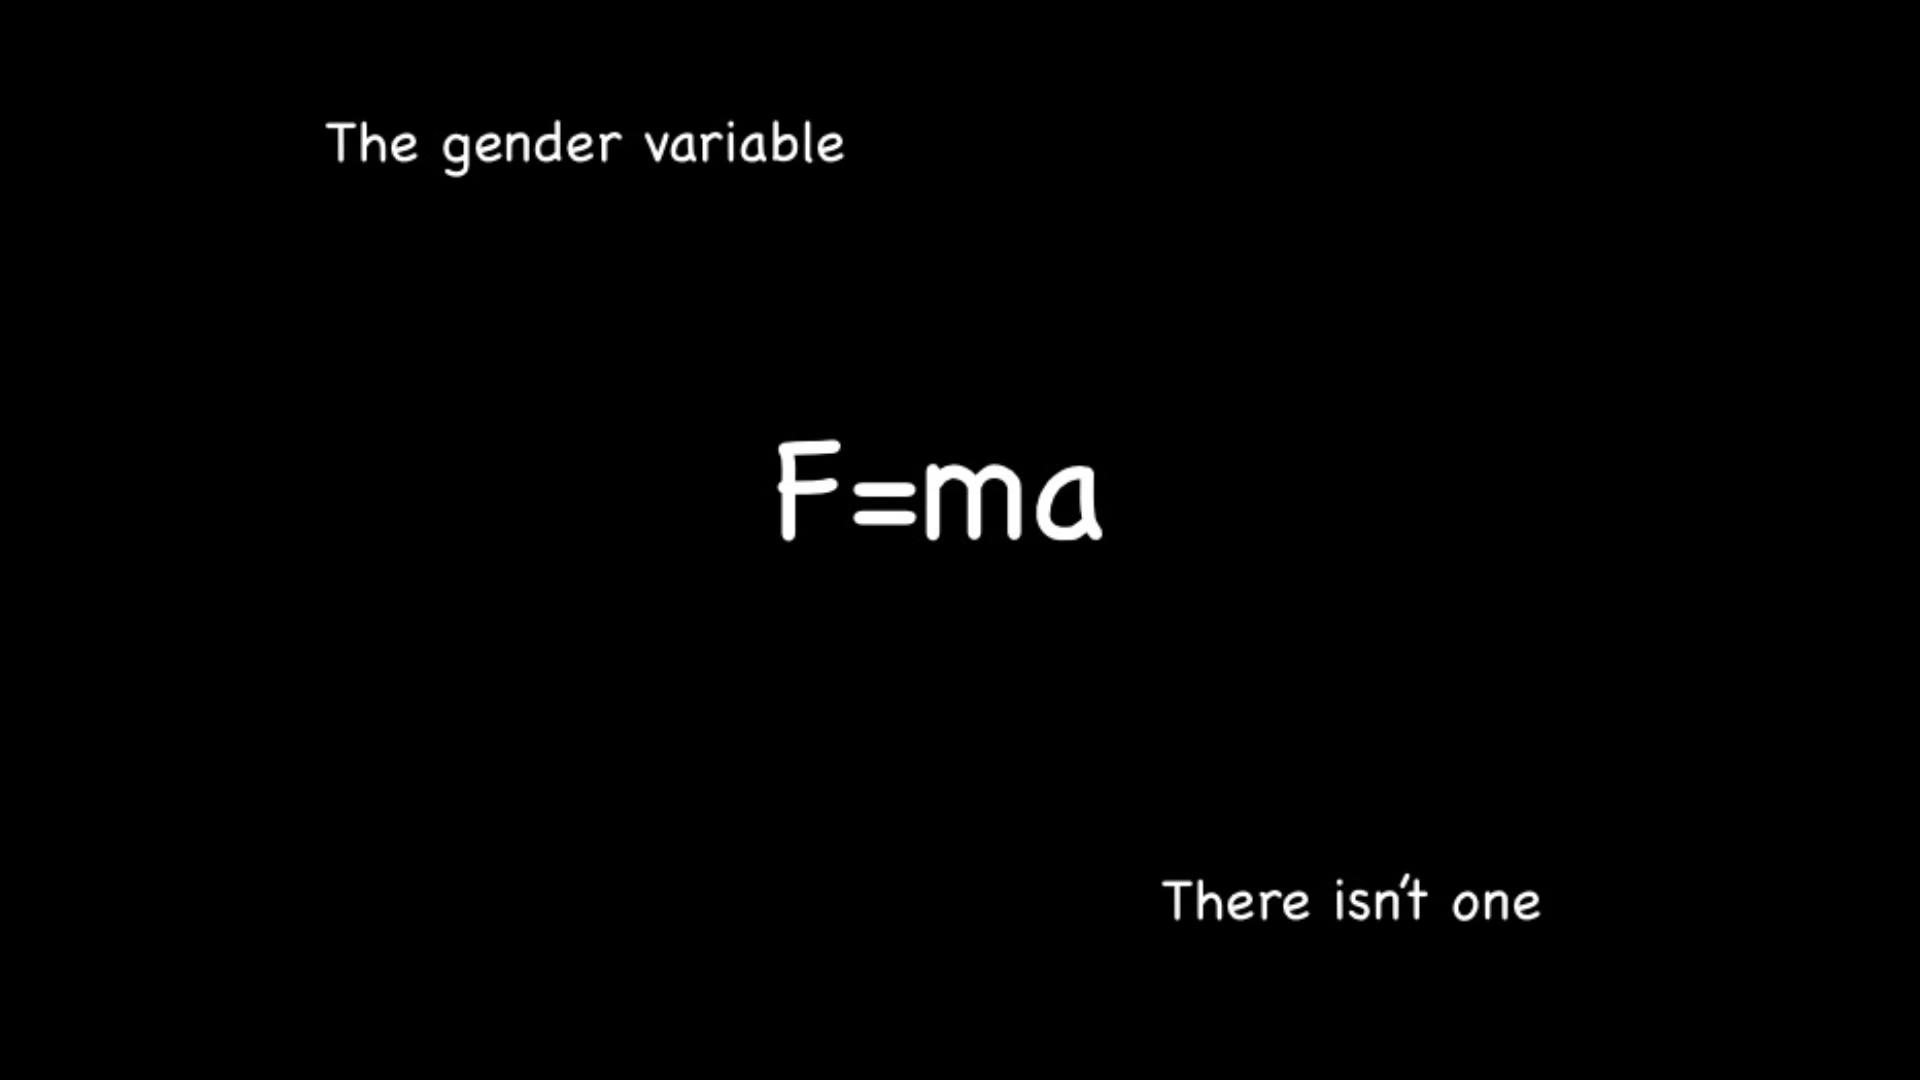 The gender variable
F=ma
There isn't one